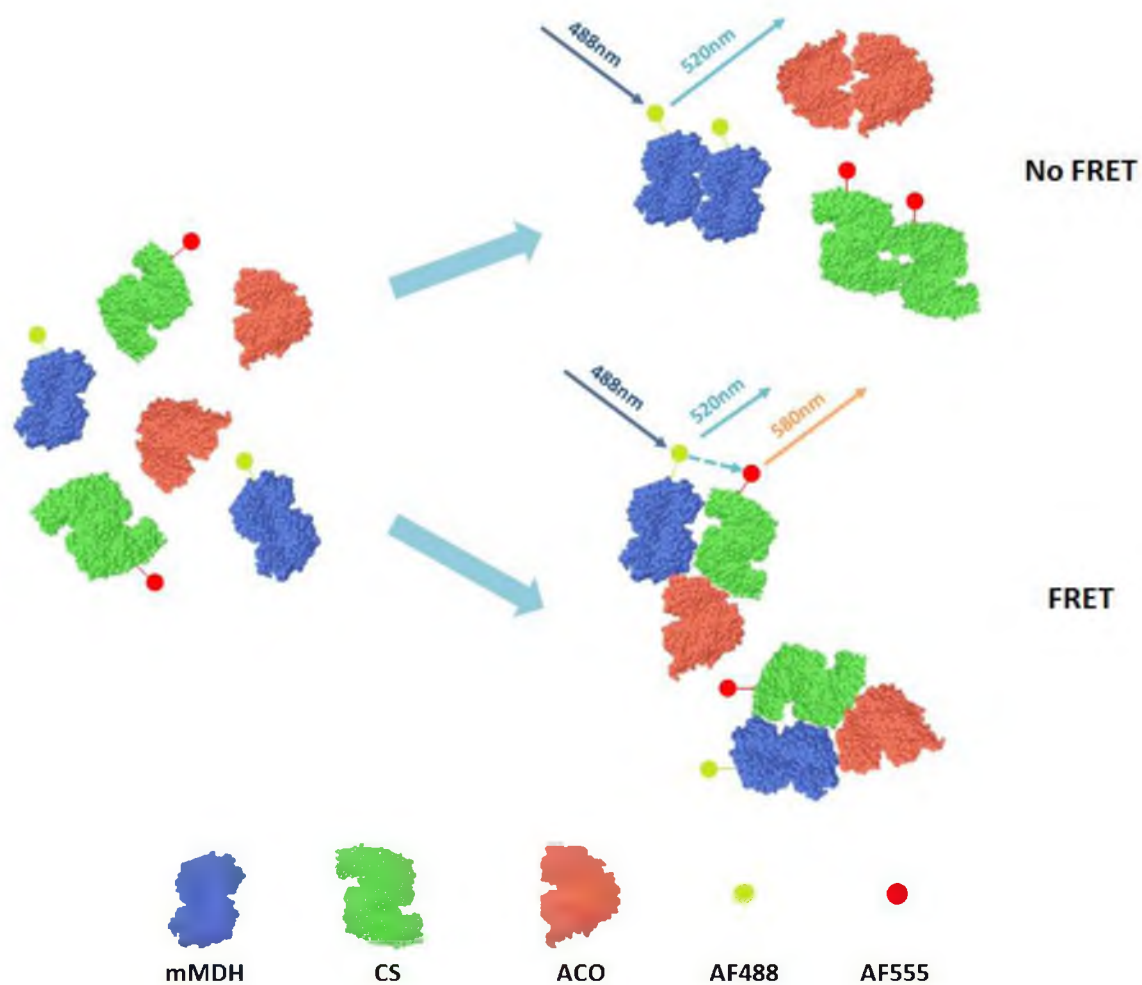 488nm
520nm
No FRET
488nm
520nm
580nm
FRET
mMDH
CS
ACO
AF488
AF555